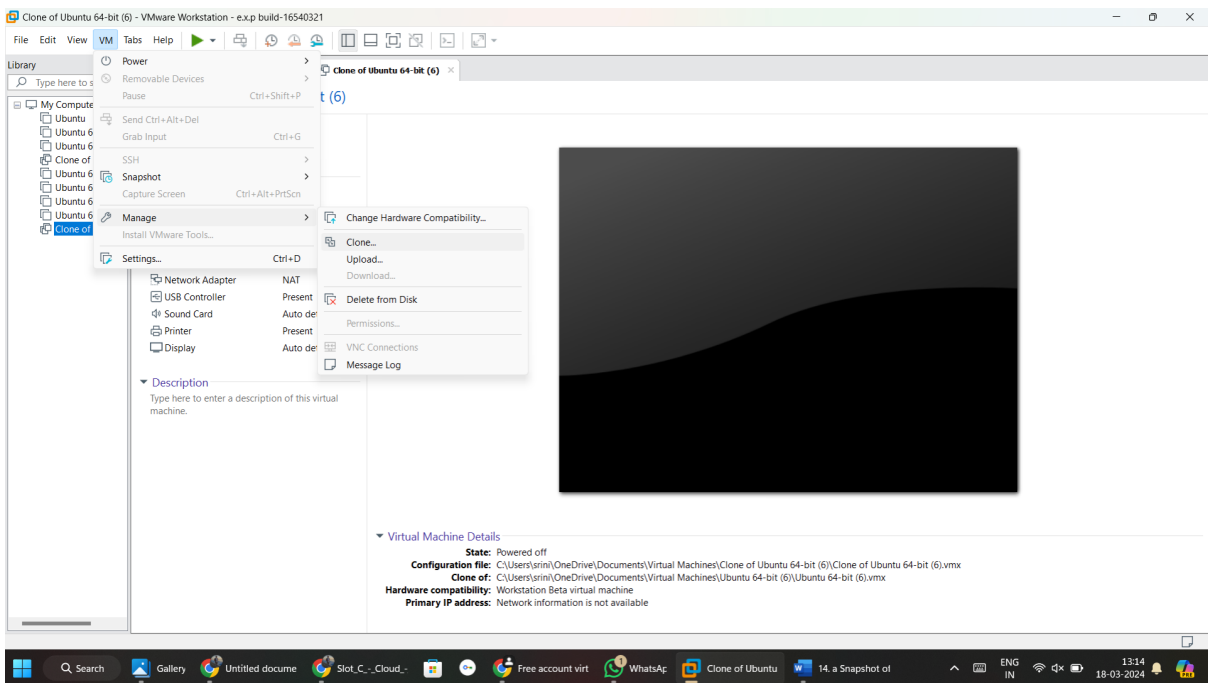 Clone of Ubuntu 64-bit (6) - VMware Workstation - e.x.p build-16540321
File Edit View VM Tabs Help
Library
Type here to s
My Compute
Ubuntu
Ubuntu 6
Ubuntu 6
Clone of
Ubuntu 6
Ubuntu 6
Ubuntu 6
Ubuntu 6
Clone of
Power
Removable Devices
Pause Ctrl+Shift+P
Send Ctrl+Alt+Del
Grab Input Ctrl+G
SSH
Snapshot
Capture Screen Ctrl+Alt+PrtScn
Manage
Install VMware Tools...
Settings... Ctrl+D
Clone of Ubuntu 64-bit (6)
t (6)
Change Hardware Compatibility...
Clone...
Upload...
Download...
Delete from Disk
Permissions...
VNC Connections
Message Log
Network Adapter NAT
USB Controller Present
Sound Card Auto det
Printer Present
Display Auto det
Description
Type here to enter a description of this virtual
machine.
Virtual Machine Details
State: Powered off
Configuration file: C:\Users\srini\OneDrive\Documents\Virtual Machines\Clone of Ubuntu 64-bit (6)\Clone of Ubuntu 64-bit (6).vmx
Clone of: C:\Users\srini\OneDrive\Documents\Virtual Machines\Ubuntu 64-bit (6)\Ubuntu 64-bit (6).vmx
Hardware compatibility: Workstation Beta virtual machine
Primary IP address: Network information is not available
Search
Gallery
Untitled docume
Slot_C_-_Cloud_-
Free account virt
1
WhatsAp
Clone of Ubuntu
14. a Snapshot of
ENG
IN
13:14
18-03-2024
PRE